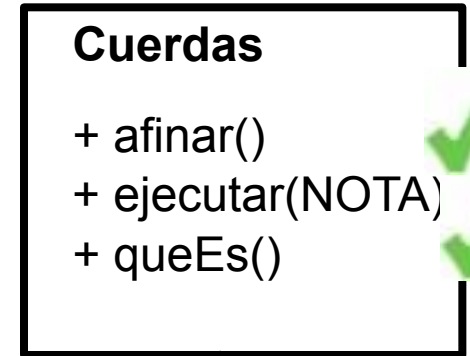 Cuerdas
+ afinar()
+ ejecutar(NOTA)
+ queEs()